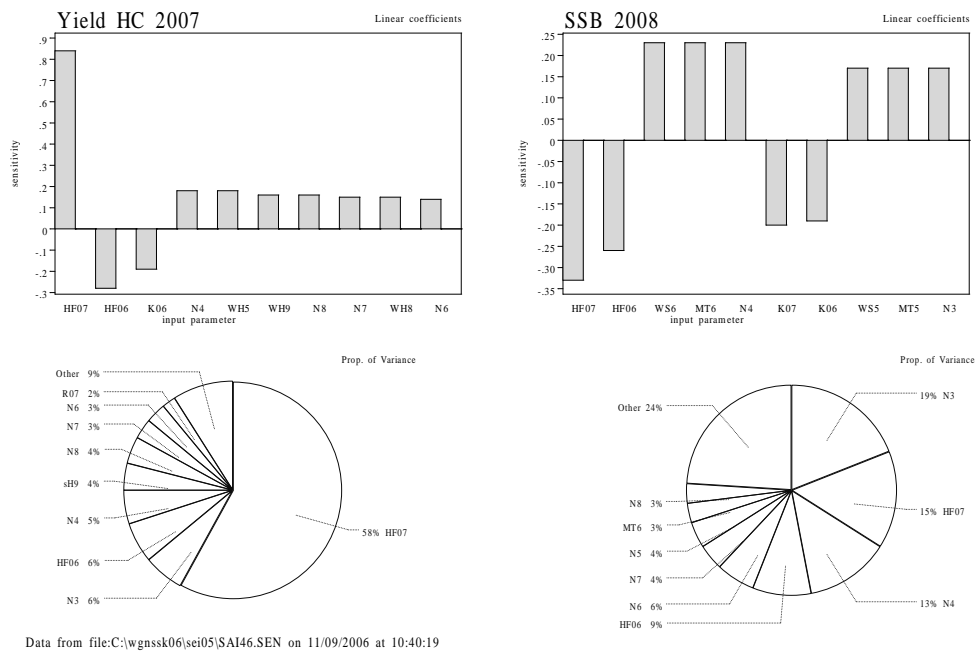 Yield HC 2007
Linear coefficients
.9
.8
.7
.6
.5
.4
.3
.2
.1
0
-.1
-.2
-.3
sensitivity
HF07 HF06 K06 N4 WH5 WH9 N8 N7 WH8 N6
input parameter
SSB 2008
Linear coefficients
.25
.20
.15
.10
.05
0
-.05
-.10
-.15
-.20
-.25
-.30
-.35
sensitivity
HF07 HF06 WS6 MT6 N4 K07 K06 WS5 MT5 N3
input parameter
Prop. of Variance
Other 9%
R07 2%
N6 3%
N7 3%
N8 4%
sH9 4%
N4 5%
HF06 6%
N3 6%
58% HF07
Prop. of Variance
Other 24%
N8 3%
MT6 3%
N5 4%
N7 4%
N6 6%
HF06 9%
19% N3
15% HF07
13% N4
Data from file:C:\wgnssk06\sei05\SAI46.SEN on 11/09/2006 at 10:40:19